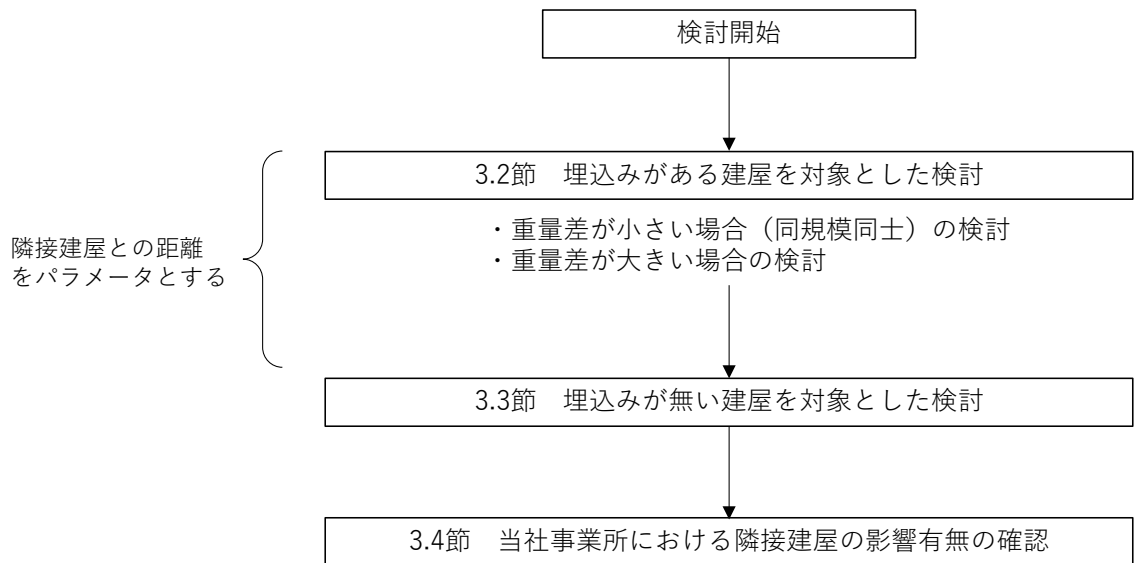 検討開始
3.2節　埋込みがある建屋を対象とした検討
・重量差が小さい場合（同規模同士）の検討
・重量差が大きい場合の検討
隣接建屋との距離
をパラメータとする
3.3節　埋込みが無い建屋を対象とした検討
3.4節　当社事業所における隣接建屋の影響有無の確認